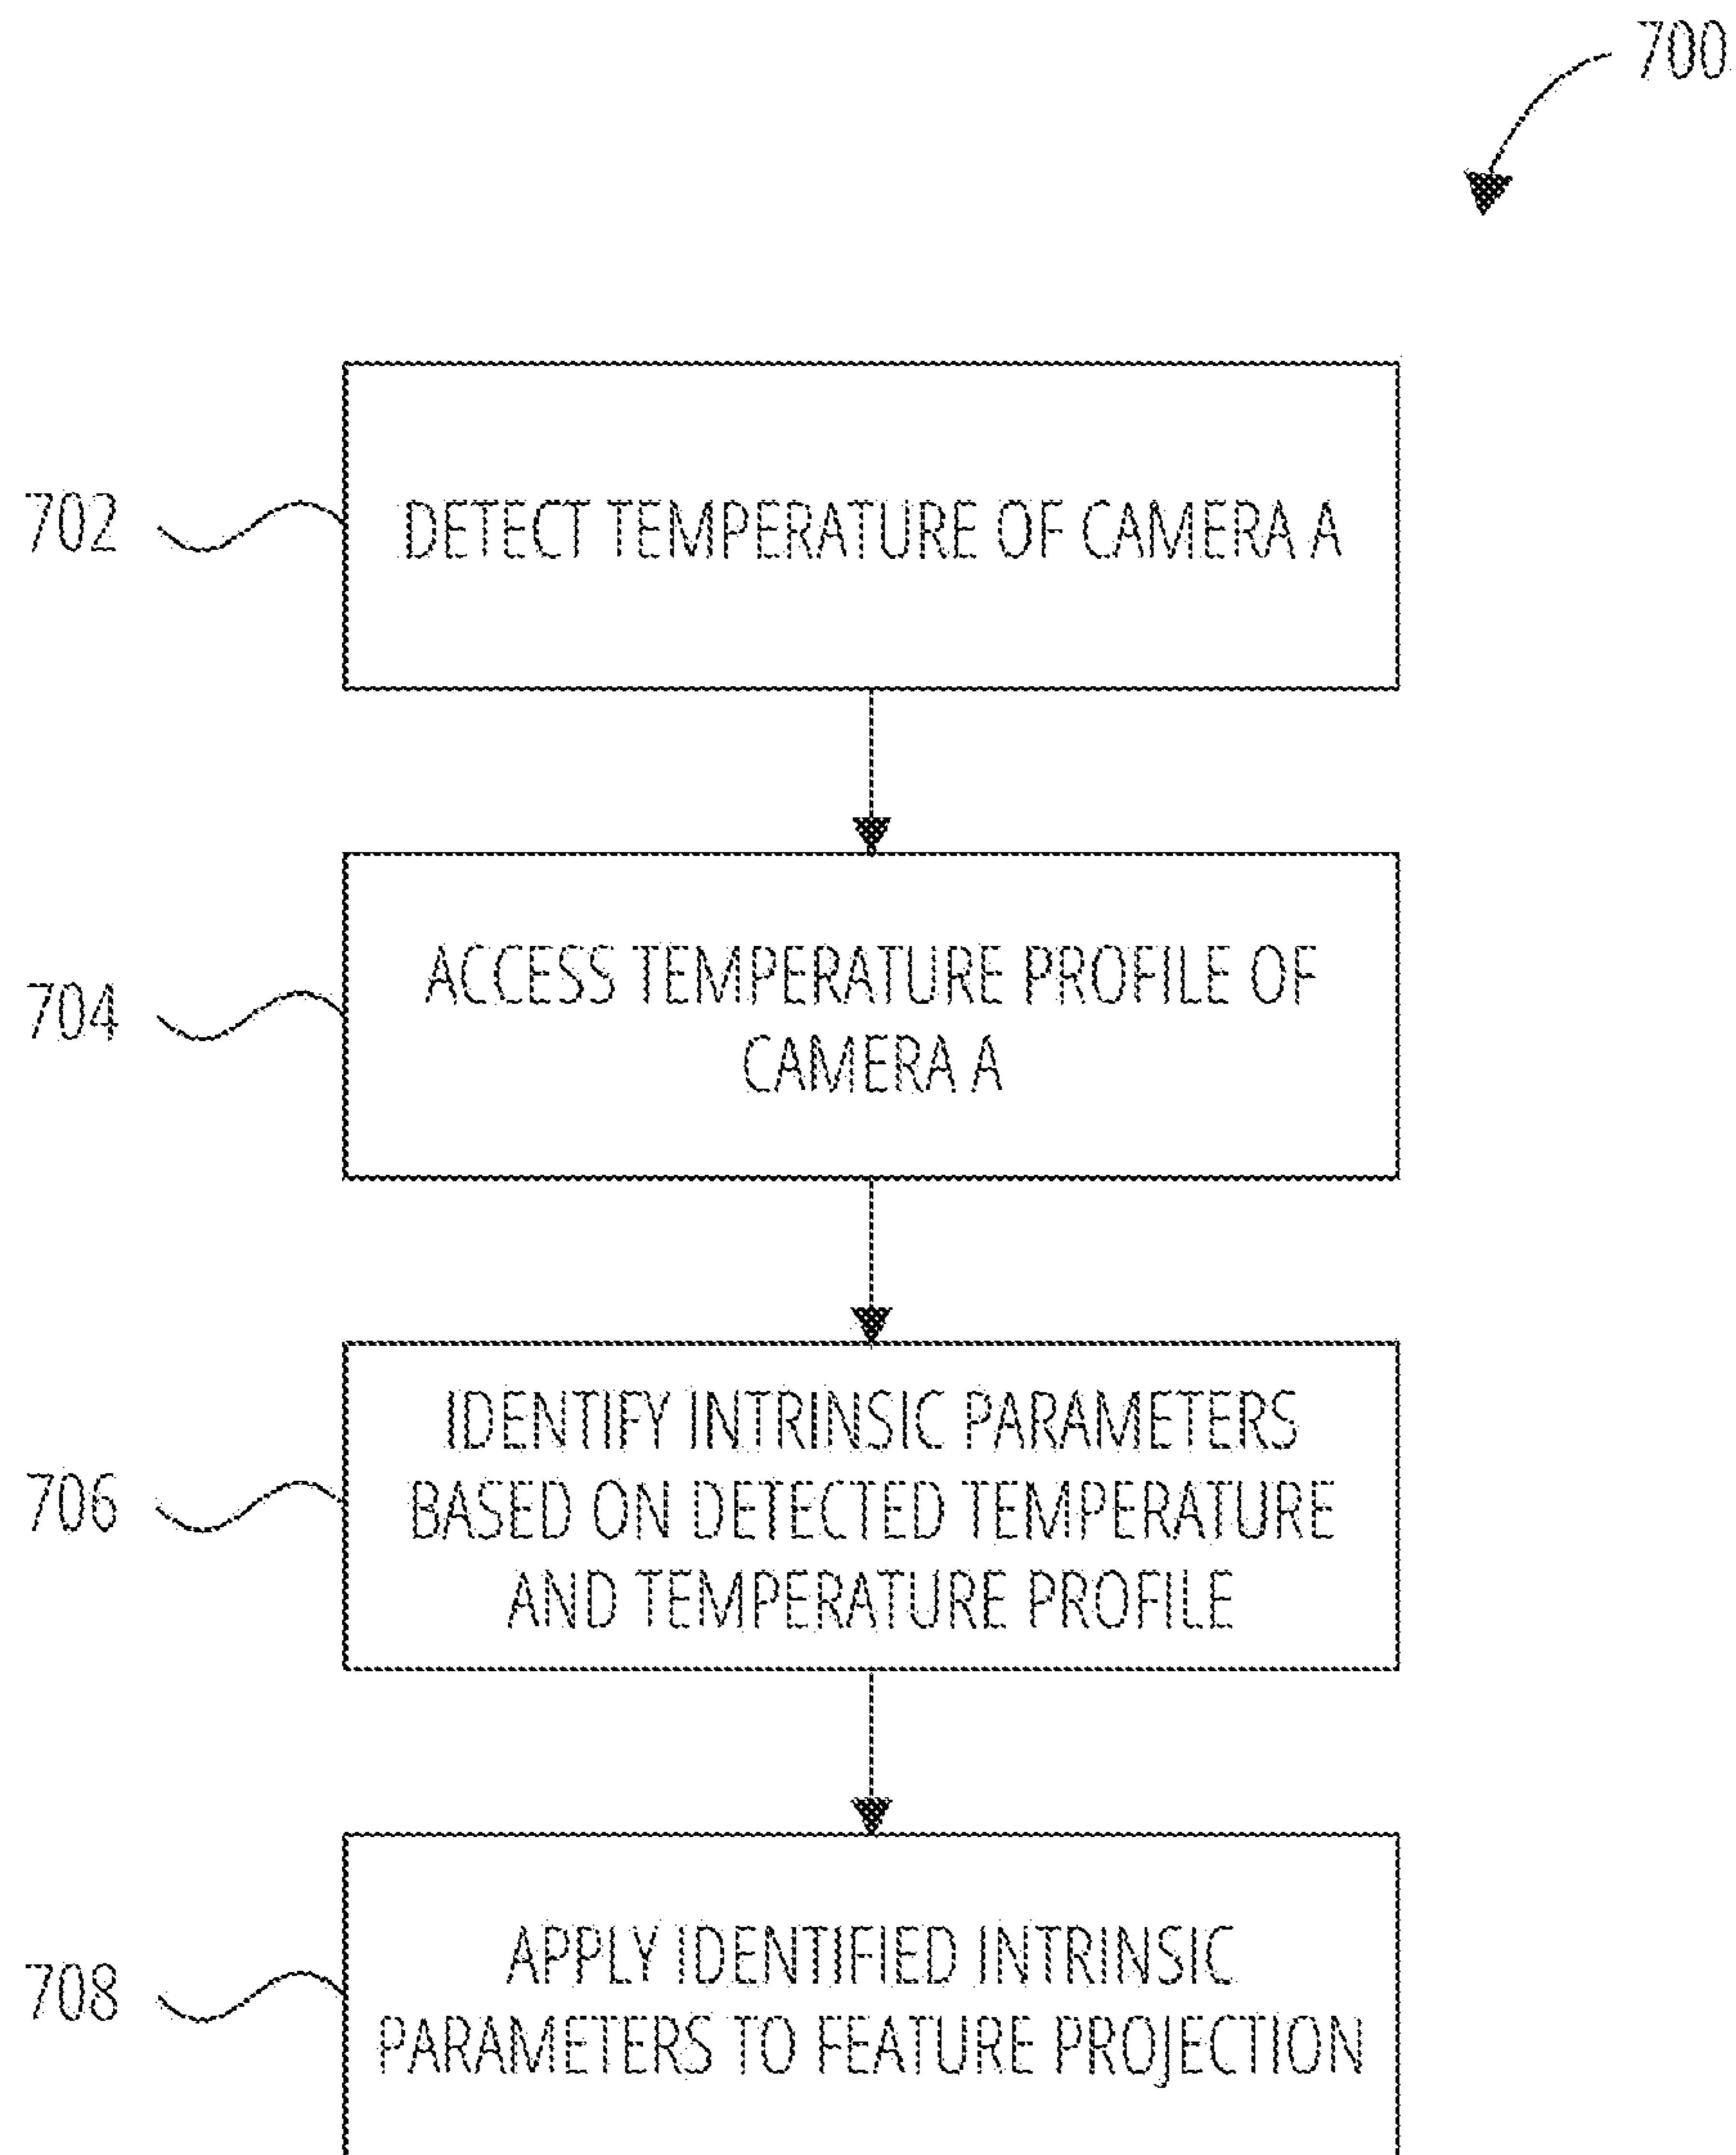 700
702
DETECT TEMPERATURE OF CAMERA A
704
ACCESS TEMPERATURE PROFILE OF
CAMERA A
706
IDENTIFY INTRINSIC PARAMETERS
BASED ON DETECTED TEMPERATURE
AND TEMPERATURE PROFILE
708
APPLY IDENTIFIED INTRINSIC
PARAMETERS TO FEATURE PROJECTION